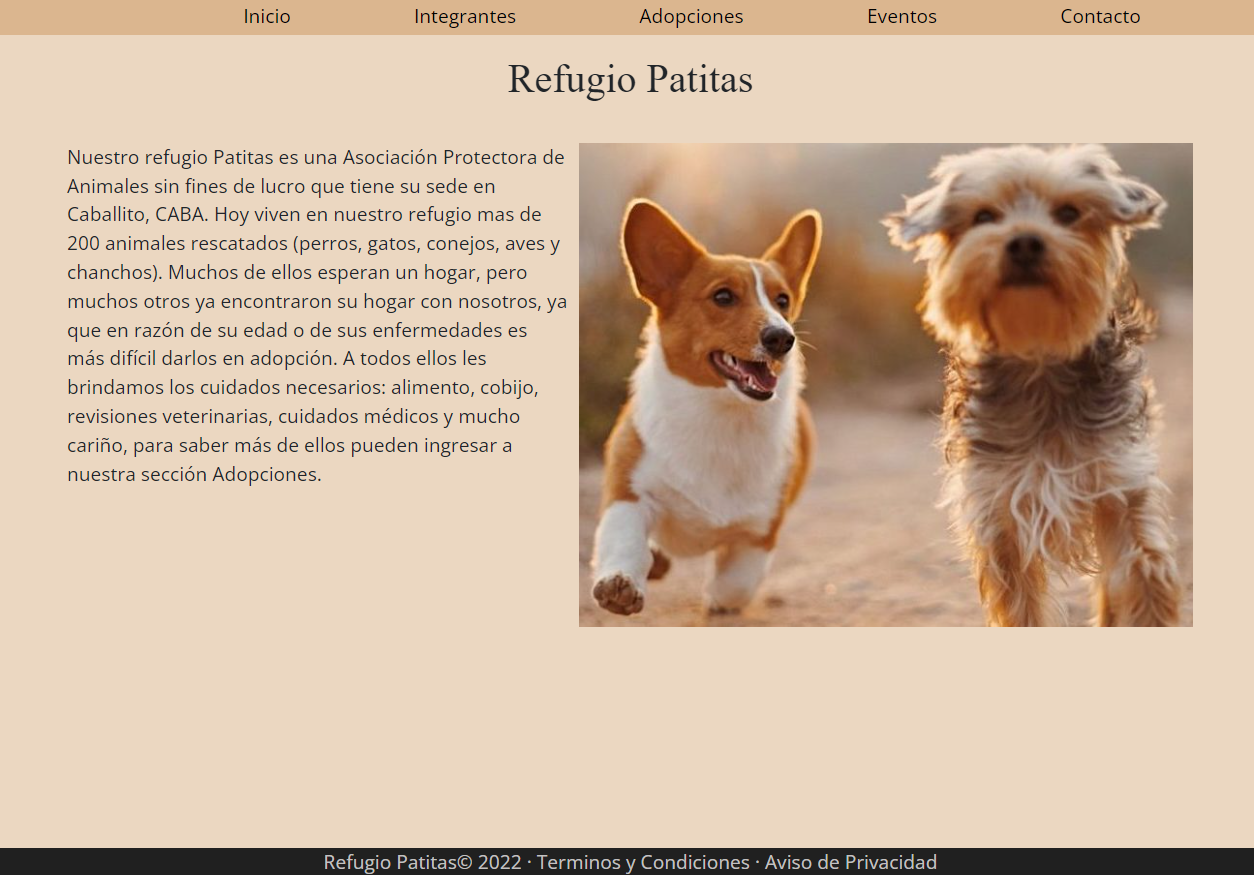 Inicio Integrantes Adopciones Eventos Contacto
Refugio Patitas
Nuestro refugio Patitas es una Asociación Protectora de
Animales sin fines de lucro que tiene su sede en
Caballito, CABA. Hoy viven en nuestro refugio mas de
200 animales rescatados (perros, gatos, conejos, aves y
chanchos). Muchos de ellos esperan un hogar, pero
muchos otros ya encontraron su hogar con nosotros, ya
que en razón de su edad o de sus enfermedades es
más difícil darlos en adopción. A todos ellos les
brindamos los cuidados necesarios: alimento, cobijo,
revisiones veterinarias, cuidados médicos y mucho
cariño, para saber más de ellos pueden ingresar a
nuestra sección Adopciones.
Refugio Patitas© 2022 · Terminos y Condiciones · Aviso de Privacidad